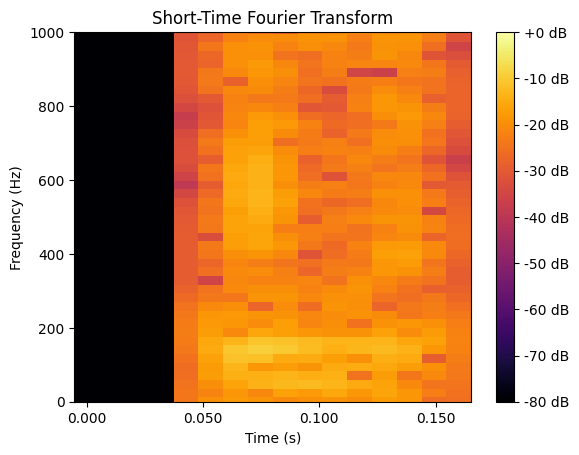 Short-Time Fourier Transform
1000
800
600
400
200
0
Frequency (Hz)
0.000
0.050
0.100
0.150
Time (s)
+0 dB
-10 dB
-20 dB
-30 dB
-40 dB
-50 dB
-60 dB
-70 dB
-80 dB